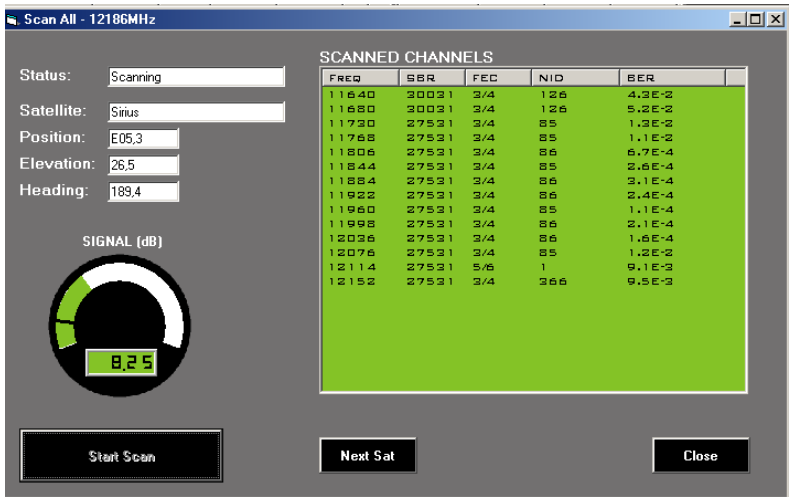 Scan All - 12186MHz
SCANNED CHANNELS
Status: Scanning
Satellite: Sirius
Position: E05,3
Elevation: 26,5
Heading: 189,4
FREQ SBR FEC NID BER
11640 30031 3/4 126 4.3E-2
11680 30031 3/4 126 5.2E-2
11730 27531 3/4 85 1.3E-2
11768 27531 3/4 85 1.1E-2
11806 27531 3/4 86 6.7E-4
11844 27531 3/4 85 2.6E-4
11884 27531 3/4 86 3.1E-4
11922 27531 3/4 86 2.4E-4
11960 27531 3/4 85 1.1E-4
11998 27531 3/4 86 2.1E-4
12036 27531 3/4 86 1.6E-4
12076 27531 3/4 85 1.2E-2
12114 27531 5/6 1 9.1E-3
12152 27531 3/4 366 9.5E-3
SIGNAL (dB)
8,25
Start Scan
Next Sat
Close